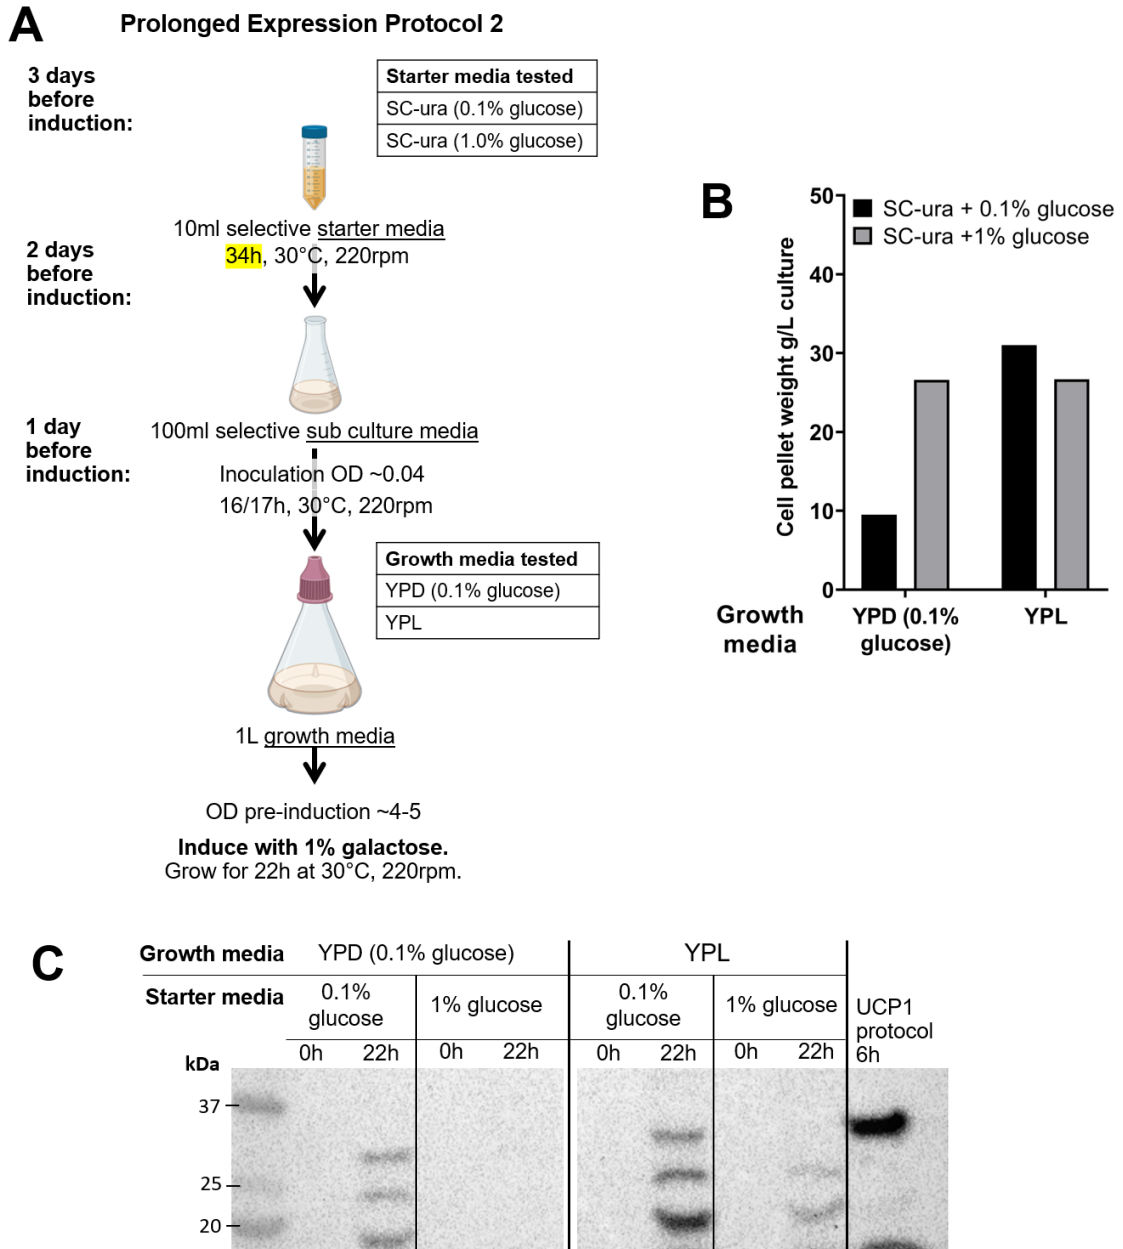 A
Prolonged Expression Protocol 2
3 days
before
induction:
Starter media tested
SC-ura (0.1% glucose)
SC-ura (1.0% glucose)
10ml selective starter media
34h, 30°C, 220rpm
2 days
before
induction:
1 day
before
induction:
100ml selective sub culture media
Inoculation OD ~0.04
16/17h, 30°C, 220rpm
Growth media tested
YPD (0.1% glucose)
YPL
1L growth media
OD pre-induction ~4-5
Induce with 1% galactose.
Grow for 22h at 30°C, 220rpm.
B
SC-ura + 0.1% glucose
SC-ura +1% glucose
Cell pellet weight g/L culture
50
40
30
20
10
0
Growth
media
YPD (0.1%
glucose)
YPL
C
Growth media
YPD (0.1% glucose)
YPL
Starter media
0.1%
glucose
1% glucose
0.1%
glucose
1% glucose
UCP1
protocol
6h
0h 22h 0h 22h 0h 22h 0h 22h
kDa
37
25
20